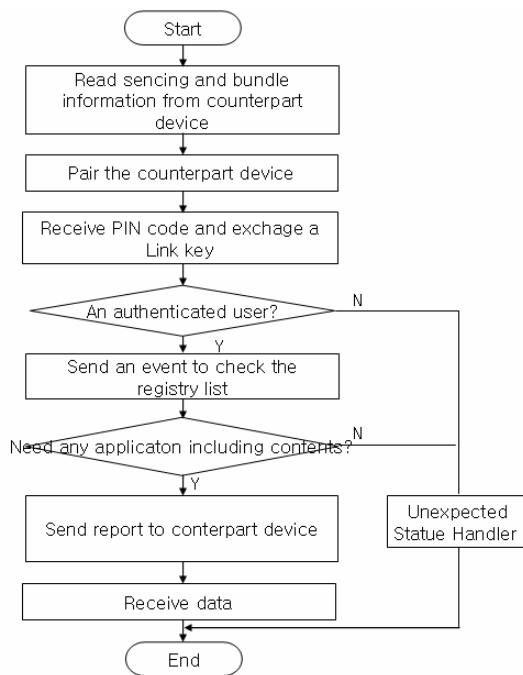 Start
Read sencing and bundle
information from counterpart
device
Pair the counterpart device
Receive PIN code and exchage a
Link key
An authenticated user?
N
Y
Send an event to check the
registry list
Need any applicaton including contents?
N
Y
Send report to conterpart device
Unexpected
Statue Handler
Receive data
End